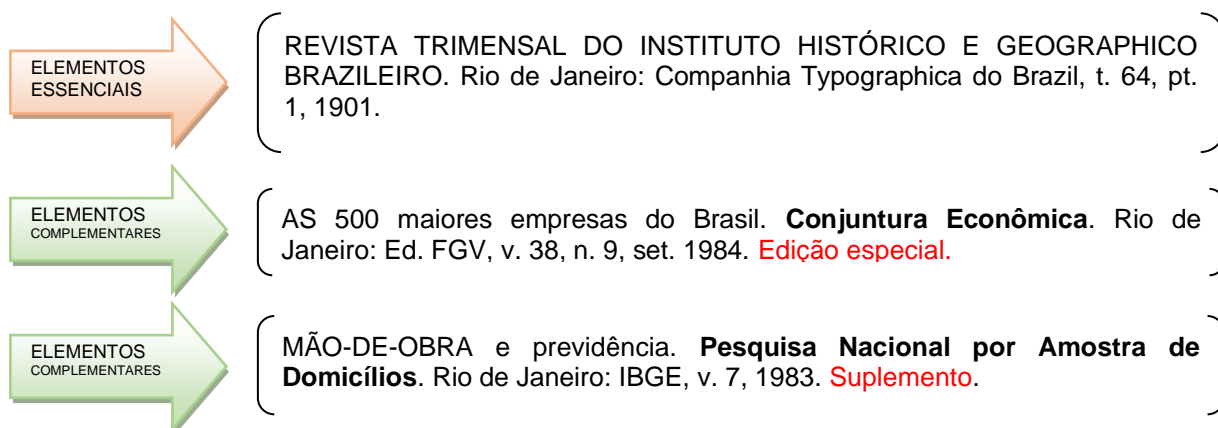 ELEMENTOS
ESSENCIAIS
REVISTA TRIMENSAL DO INSTITUTO HISTÓRICO E GEOGRAPHICO
BRAZILEIRO. Rio de Janeiro: Companhia Typographica do Brazil, t. 64, pt.
1, 1901.
ELEMENTOS
COMPLEMENTARES
AS 500 maiores empresas do Brasil. Conjuntura Econômica. Rio de
Janeiro: Ed. FGV, v. 38, n. 9, set. 1984. Edição especial.
ELEMENTOS
COMPLEMENTARES
MÃO-DE-OBRA e previdência. Pesquisa Nacional por Amostra de
Domicílios. Rio de Janeiro: IBGE, v. 7, 1983. Suplemento.